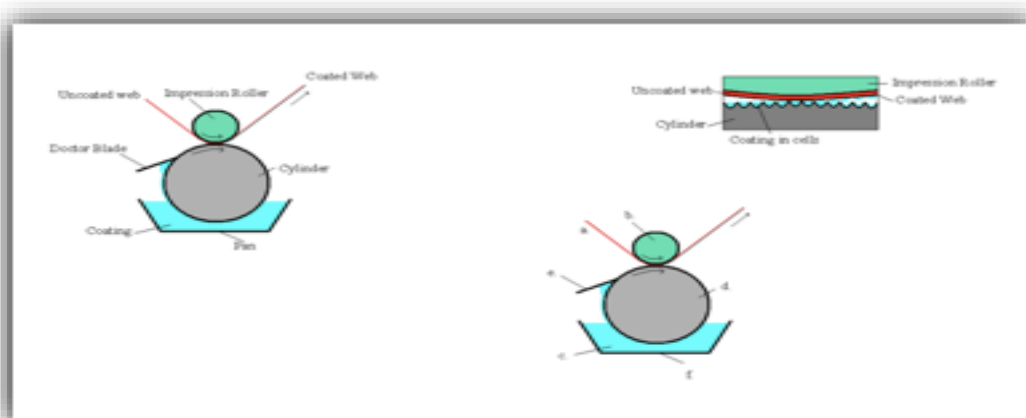 Coated Web
Uncoated web
Impression Roller
Doctor Blade
Cylinder
Coating
Pan
Impression Roller
Uncoated web
Coated Web
Cylinder
Coating in cells
b.
a.
e.
d.
c.
f.